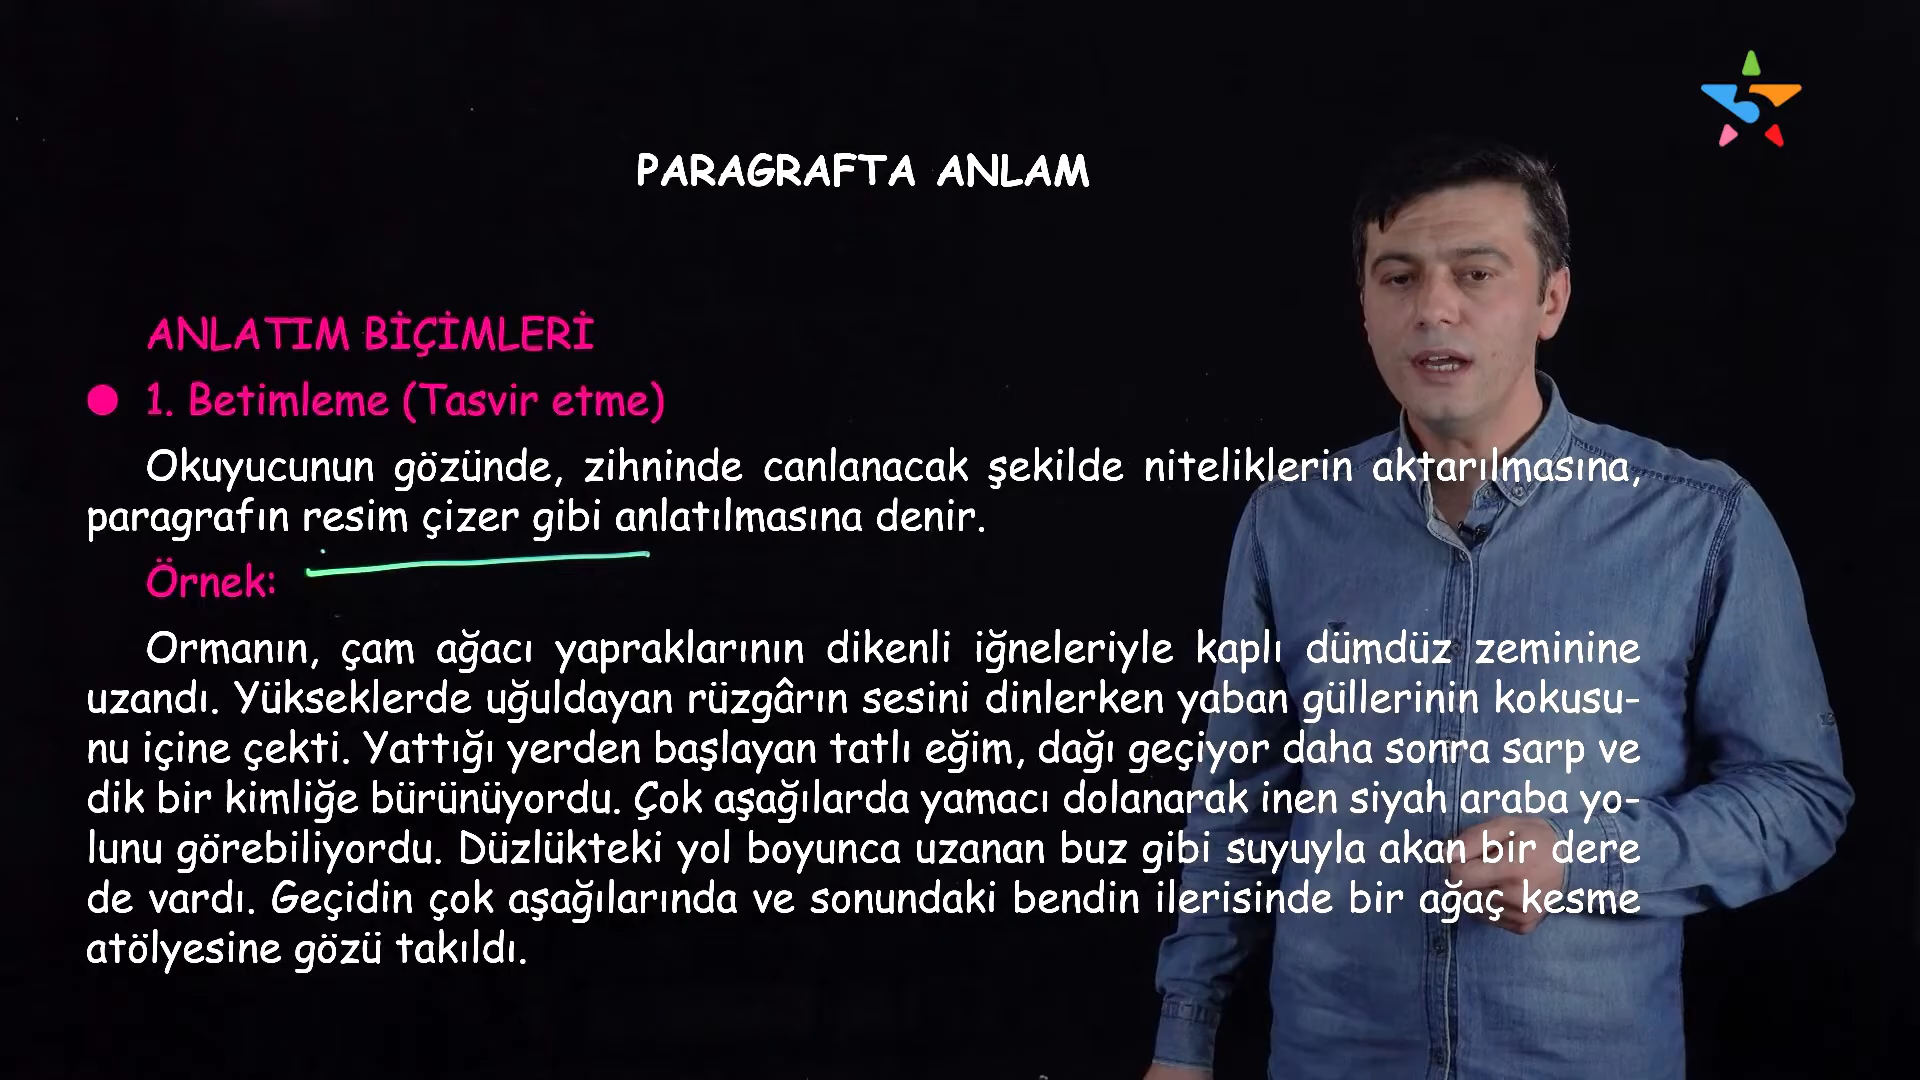 PARAGRAFTA ANLAM
ANLATIM BİÇİMLERİ
● 1. Betimleme (Tasvir etme)
Okuyucunun gözünde, zihninde canlanacak şekilde niteliklerin aktarılmasına,
paragrafın resim çizer gibi anlatılmasına denir.
Örnek:
Ormanın, çam ağacı yapraklarının dikenli iğneleriyle kaplı dümdüz zeminine
uzandı. Yükseklerde uğuldayan rüzgârın sesini dinlerken yaban güllerinin kokusu-
nu içine çekti. Yattığı yerden başlayan tatlı eğim, dağı geçiyor daha sonra sarp ve
dik bir kimliğe bürünüyordu. Çok aşağılarda yamacı dolanarak inen siyah araba yo-
lunu görebiliyordu. Düzlükteki yol boyunca uzanan buz gibi suyuyla akan bir dere
de vardı. Geçidin çok aşağılarında ve sonundaki bendin ilerisinde bir ağaç kesme
atölyesine gözü takıldı.